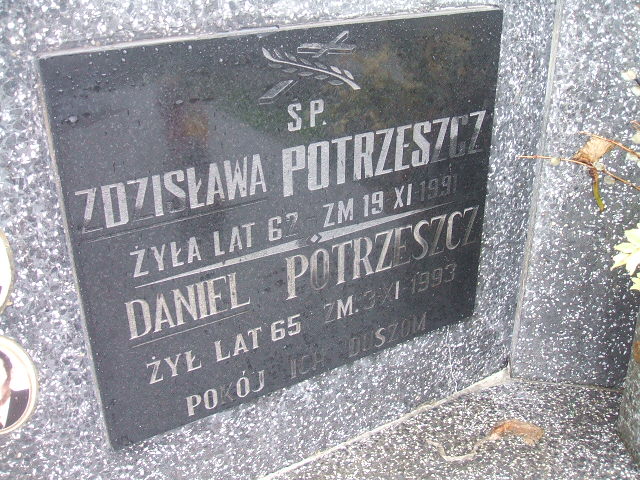 S.P.
ZDZISŁAWA POTRZESZCZ
ŻYŁA LAT 62 ZM 19 XI 1991
DANIEL POTRZESZCZ
ŻYŁ LAT 65 ZM. 3 XI 1993
POKÓJ ICH DUSZOM